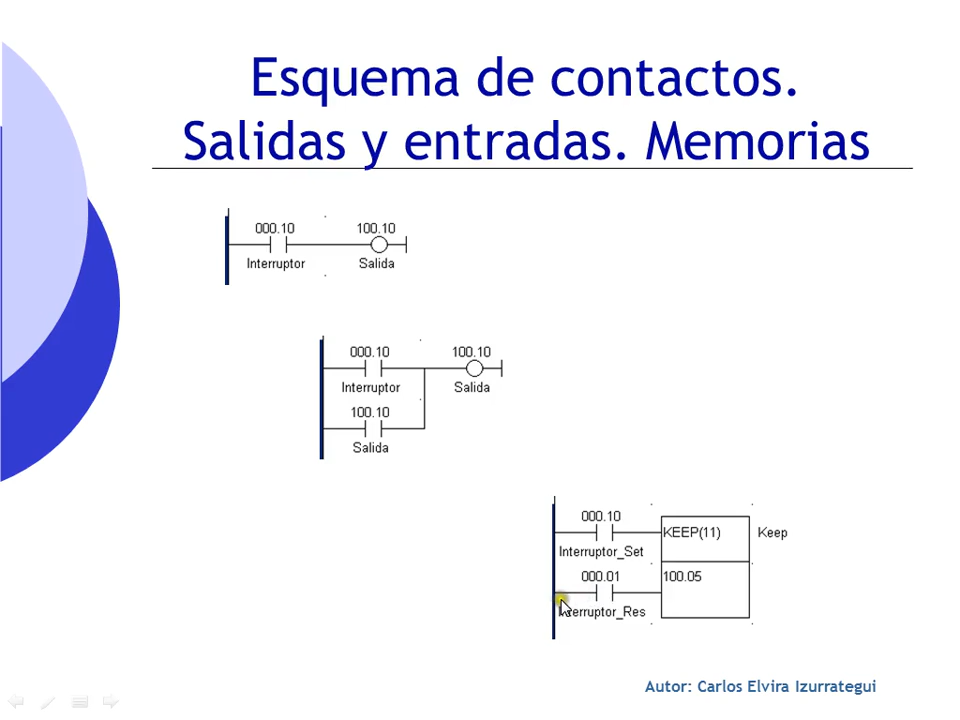 Esquema de contactos.
Salidas y entradas. Memorias
000.10 100.10
Interruptor Salida
000.10 100.10
Interruptor Salida
100.10
Salida
000.10
KEEP(11) Keep
Interruptor_Set
000.01 100.05
Interruptor_Res
Autor: Carlos Elvira Izurrategui